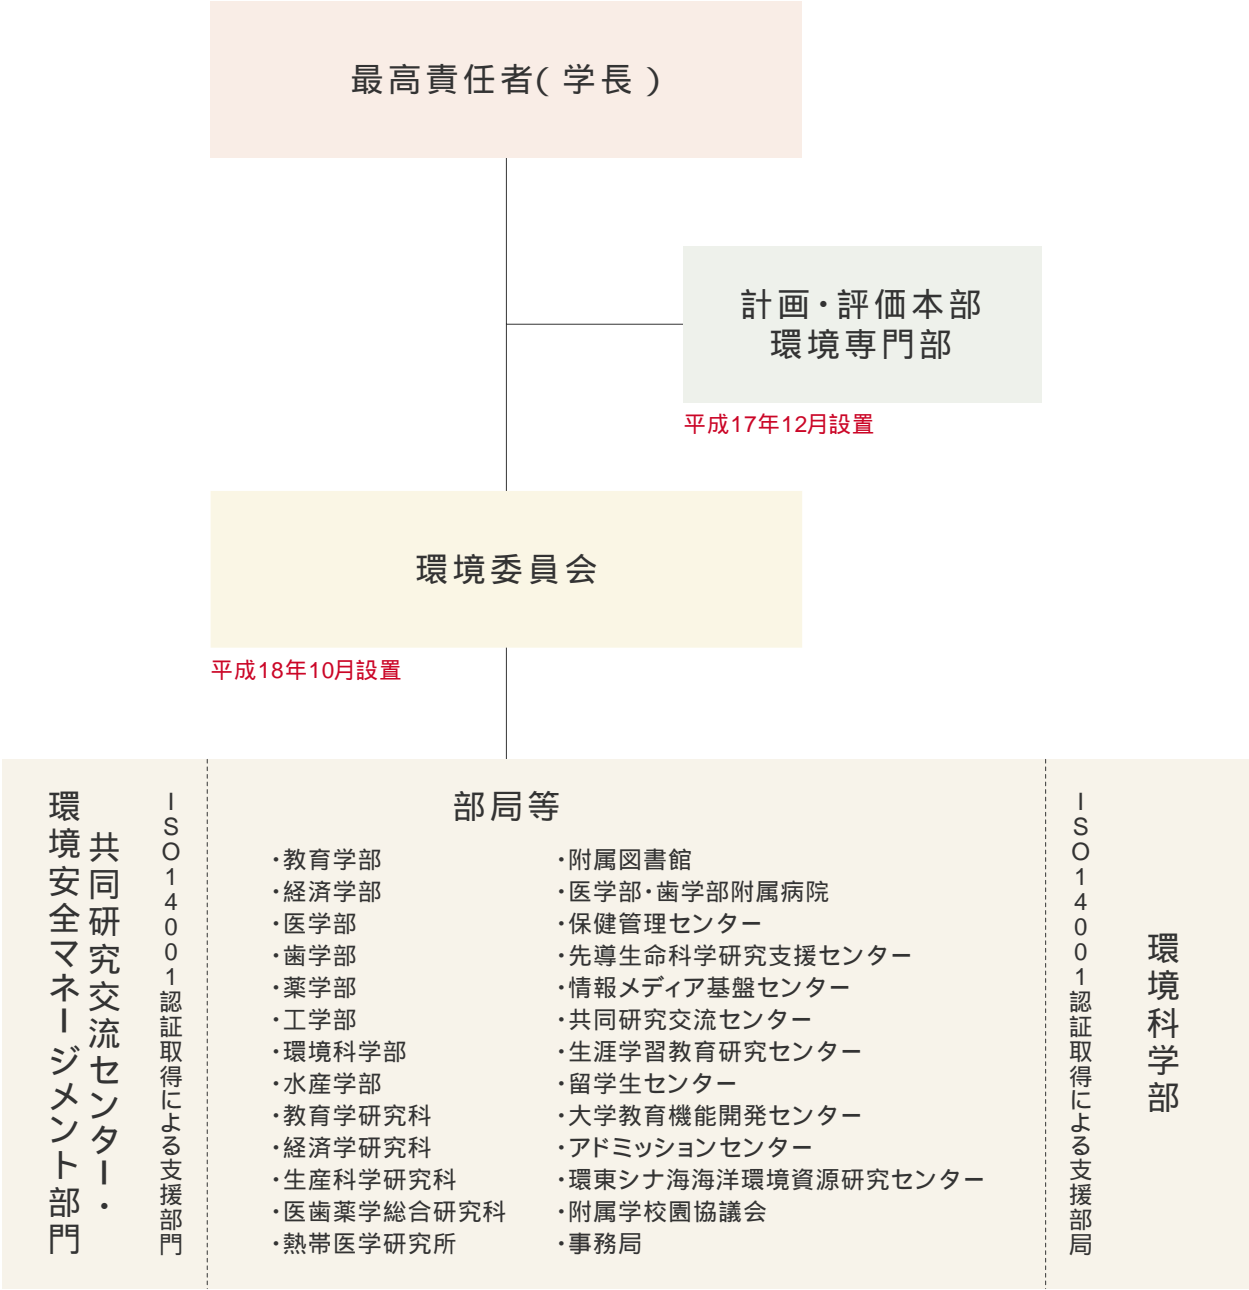 最高責任者(学長)
計画・評価本部
環境専門部
平成17年12月設置
環境委員会
平成18年10月設置
共同研究交流センター・
環境安全マネージメント部門
ISO14001認証取得による支援部門
部局等
・教育学部
・経済学部
・医学部
・歯学部
・薬学部
・工学部
・環境科学部
・水産学部
・教育学研究科
・経済学研究科
・生産科学研究科
・医歯薬学総合研究科
・熱帯医学研究所
・附属図書館
・医学部・歯学部附属病院
・保健管理センター
・先導生命科学研究支援センター
・情報メディア基盤センター
・共同研究交流センター
・生涯学習教育研究センター
・留学生センター
・大学教育機能開発センター
・アドミッションセンター
・環東シナ海海洋環境資源研究センター
・附属学校園協議会
・事務局
ISO14001認証取得による支援部局
環境科学部